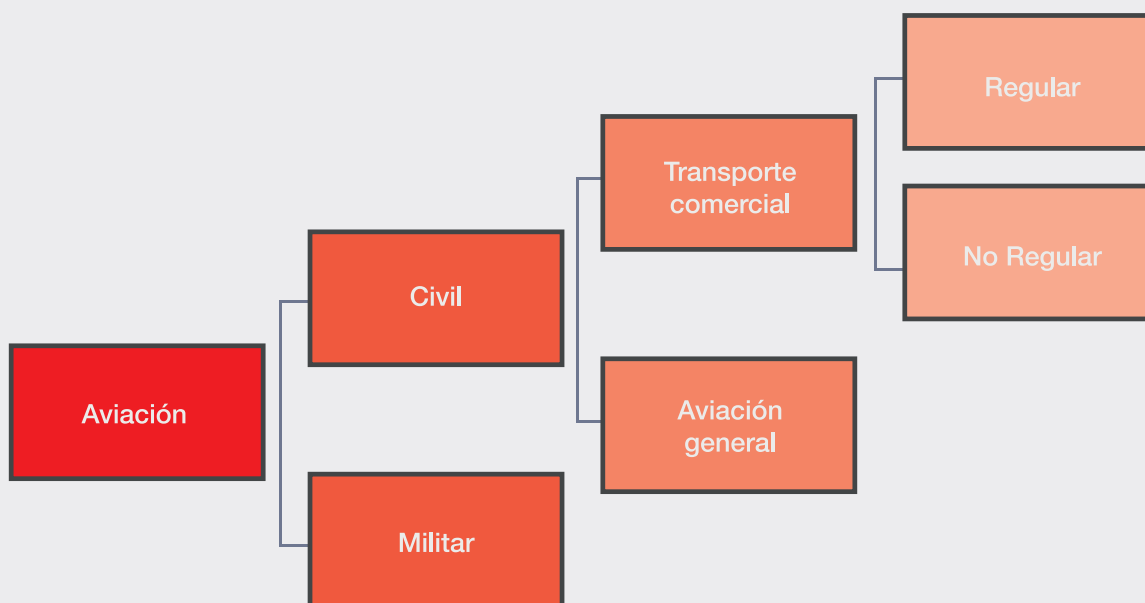 Aviación
Civil
Militar
Transporte
comercial
Aviación
general
Regular
No Regular